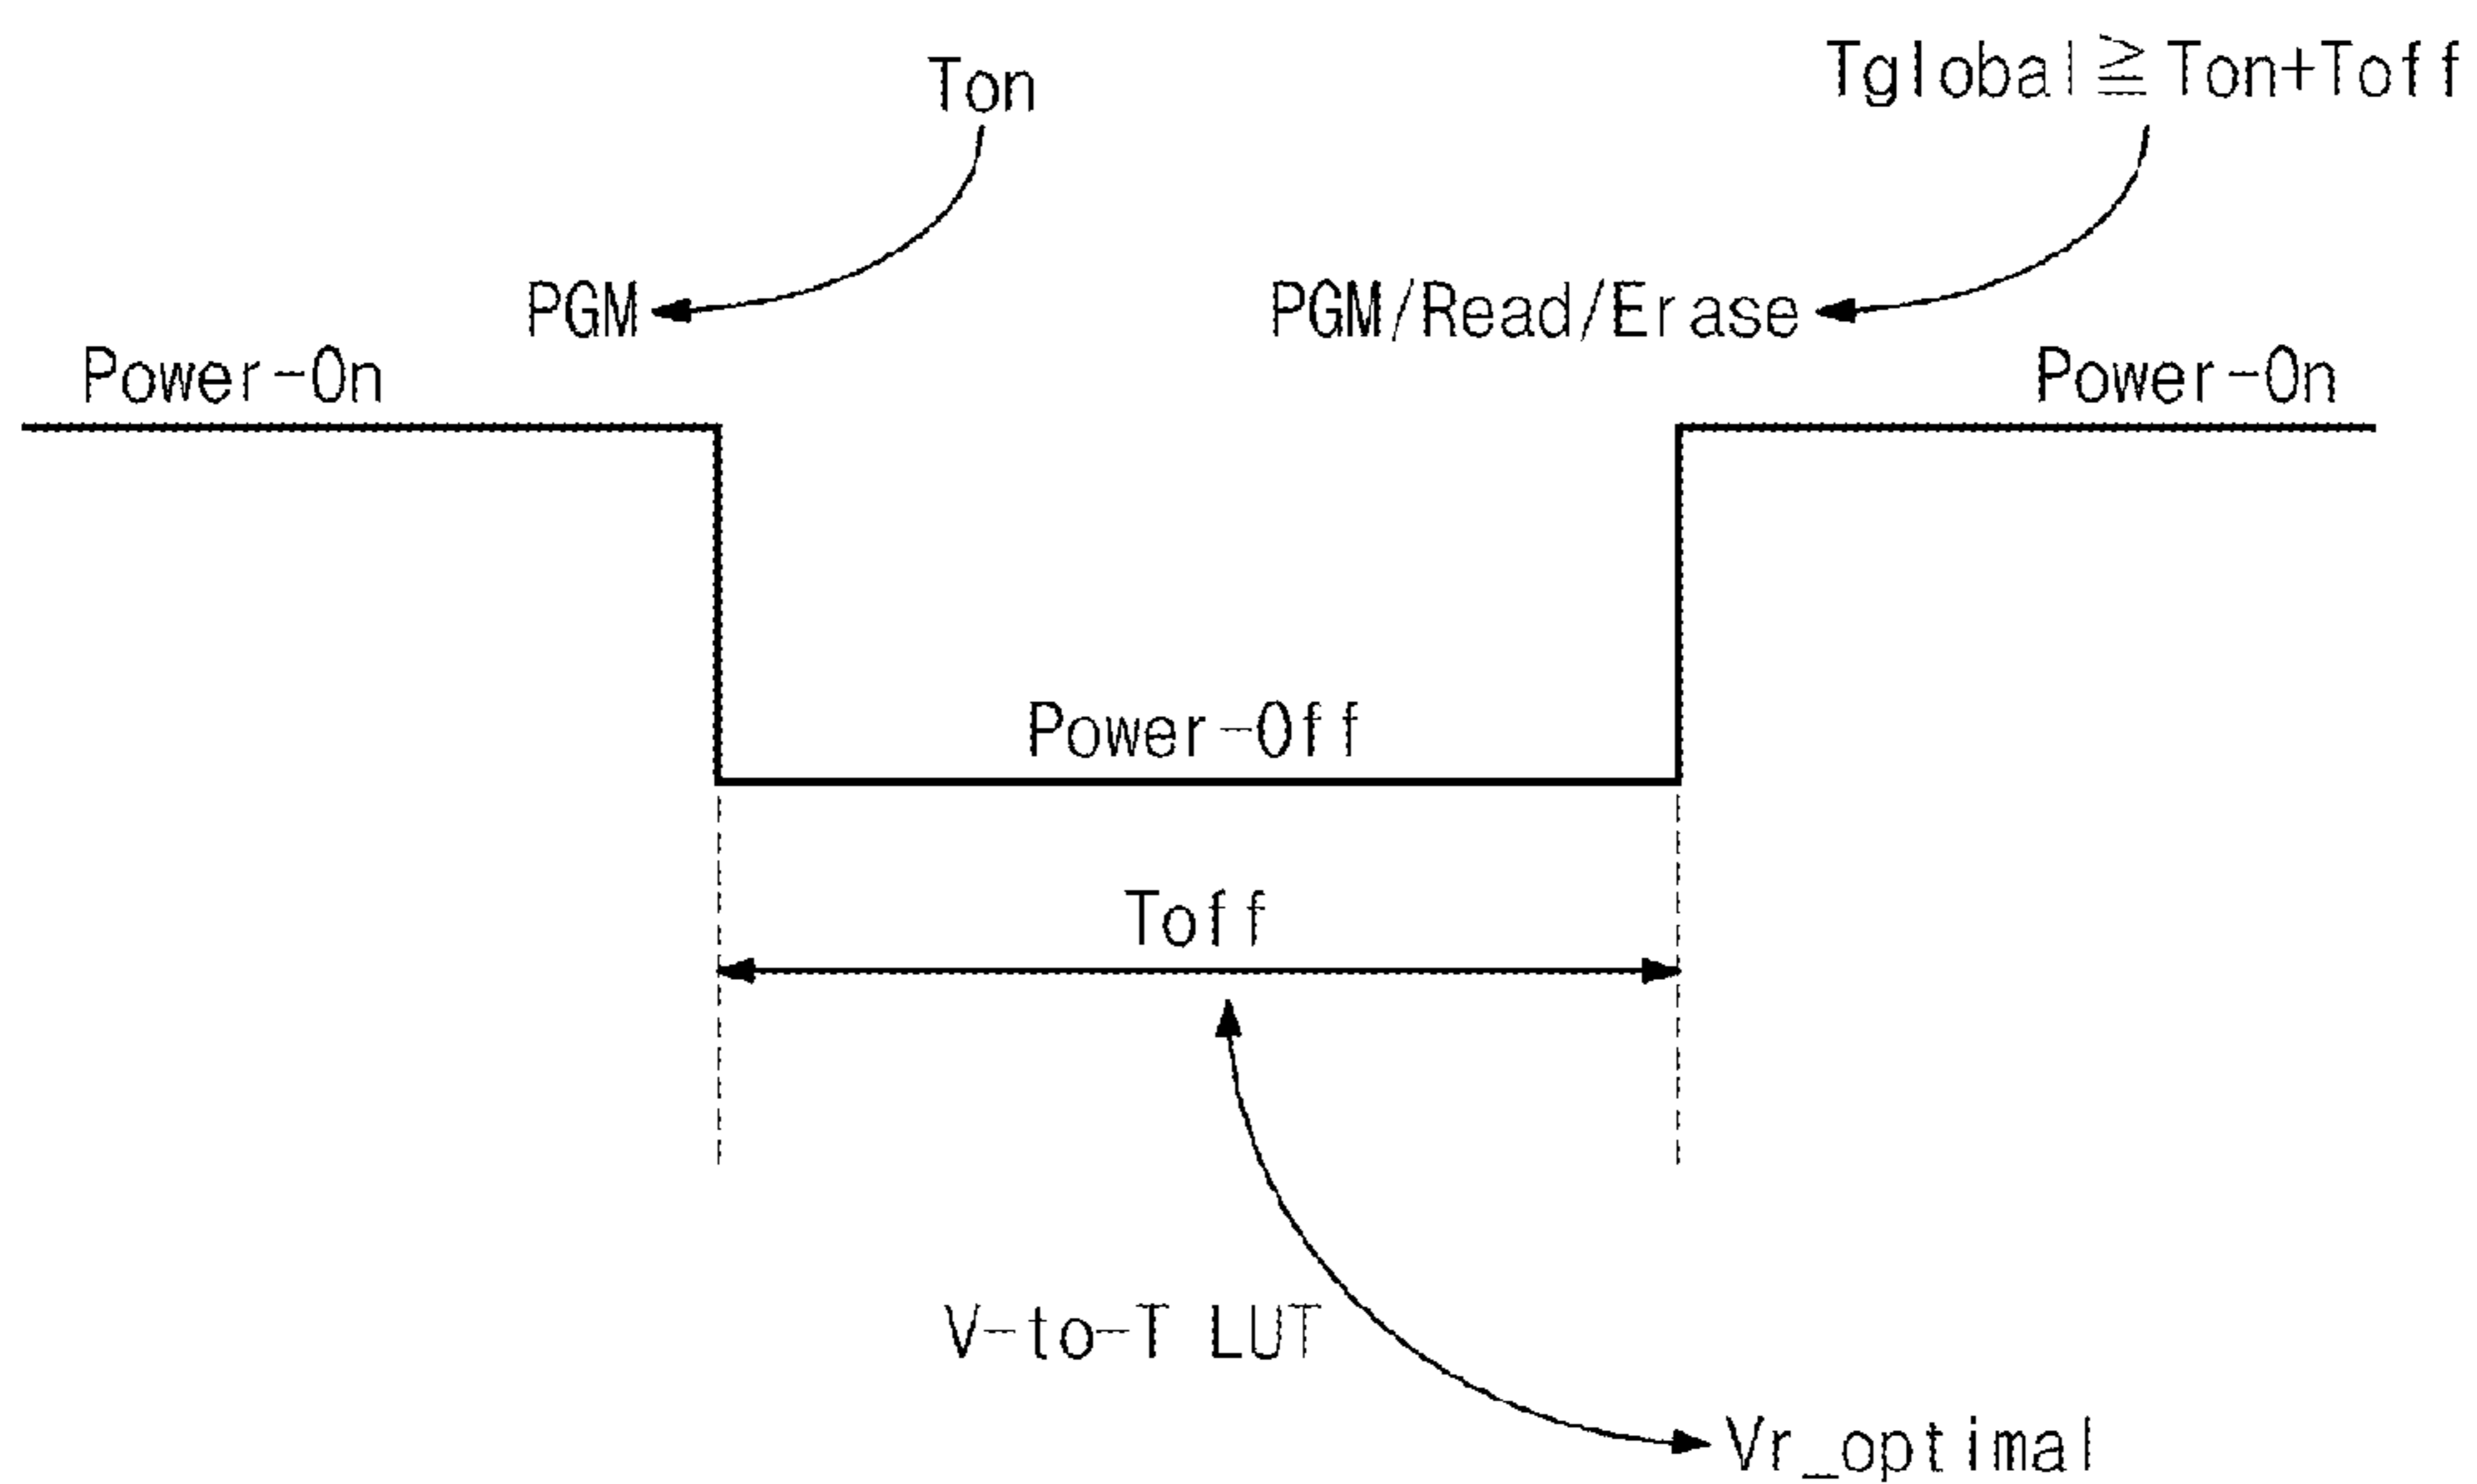 Ton
Tglobal≧Ton+Toff
PGM
PGM/Read/Erase
Power-On
Power-On
Power-Off
Toff
V-to-T LUT
Vr_optimal